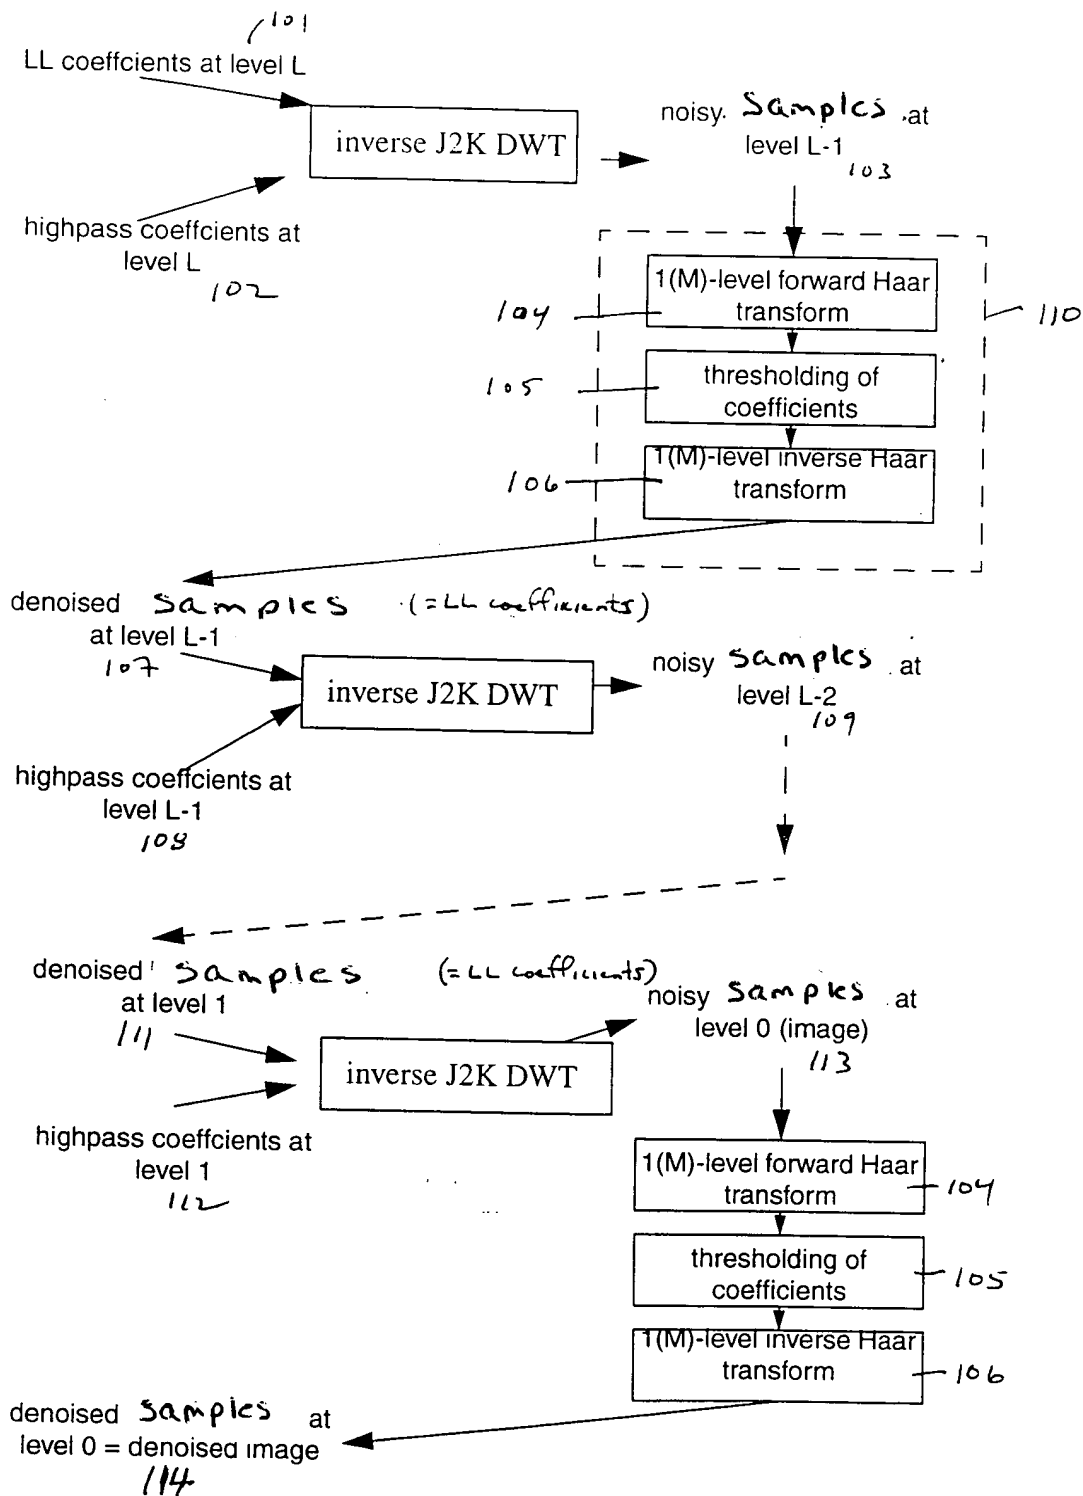 101
LL coeffcients at level L
inverse J2K DWT
noisy samples at
level L-1
103
highpass coeffcients at
level L
102
1(M)-level forward Haar
transform
104
110
thresholding of
coefficients
105
1(M)-level inverse Haar
transform
106
denoised samples (=LL coefficients)
at level L-1
107
inverse J2K DWT
noisy samples at
level L-2
109
highpass coeffcients at
level L-1
108
denoised samples (=LL coefficients)
at level 1
111
noisy samples at
level 0 (image)
113
inverse J2K DWT
highpass coeffcients at
level 1
112
1(M)-level forward Haar
transform
104
thresholding of
coefficients
105
1(M)-level inverse Haar
transform
106
denoised samples at
level 0 = denoised image
114